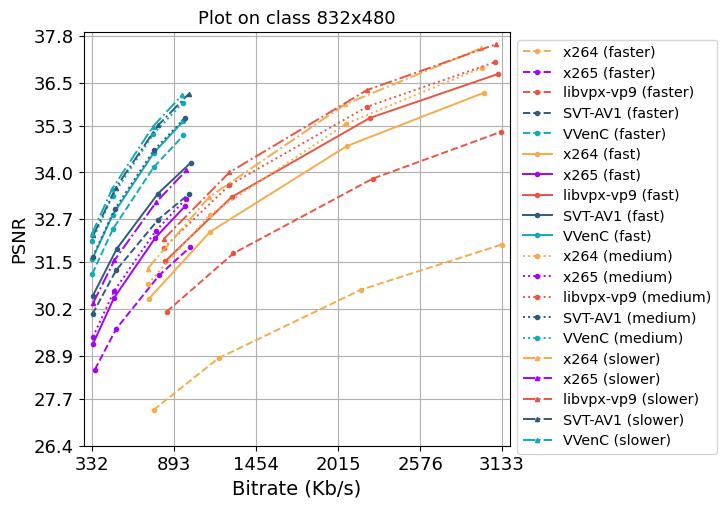 Plot on class 832x480
PSNR
37.8
36.5
35.3
34.0
32.7
31.5
30.2
28.9
27.7
26.4
332 893 1454 2015 2576 3133
Bitrate (Kb/s)
x264 (faster)
x265 (faster)
libvpx-vp9 (faster)
SVT-AV1 (faster)
VVenC (faster)
x264 (fast)
x265 (fast)
libvpx-vp9 (fast)
SVT-AV1 (fast)
VVenC (fast)
x264 (medium)
x265 (medium)
libvpx-vp9 (medium)
SVT-AV1 (medium)
VVenC (medium)
x264 (slower)
x265 (slower)
libvpx-vp9 (slower)
SVT-AV1 (slower)
VVenC (slower)